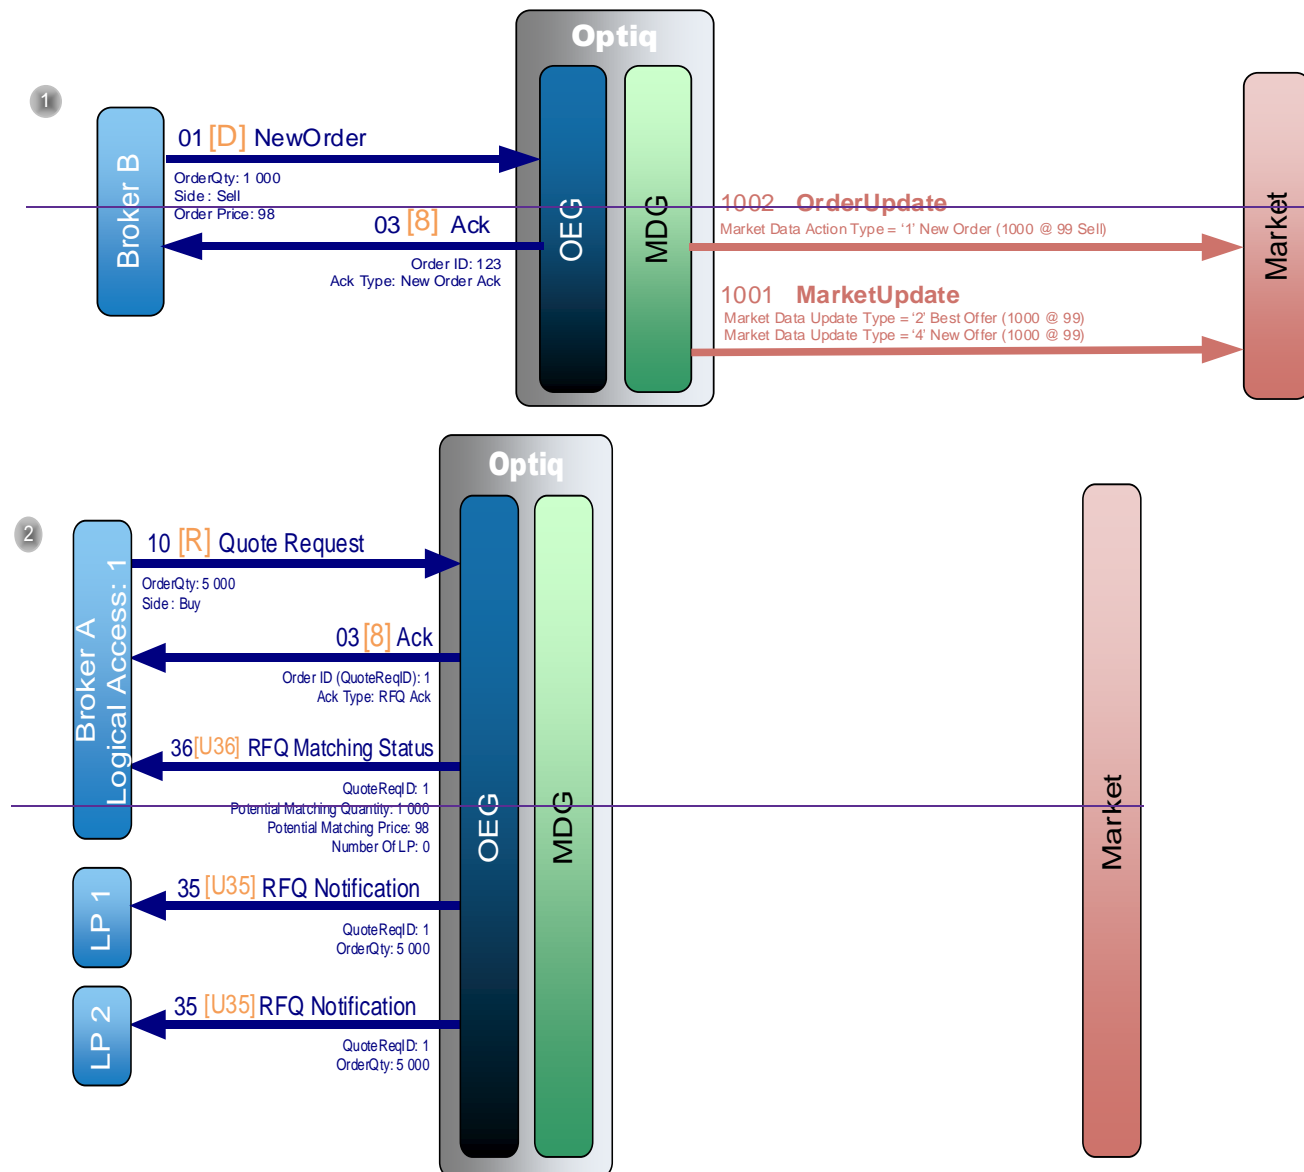 Optiq
1
Broker B
01 [D] NewOrder
OrderQty: 1 000
Side : Sell
Order Price: 98
03 [8] Ack
Order ID: 123
Ack Type: New Order Ack
OEG
MDG
1002 OrderUpdate
Market Data Action Type = ‘1’ New Order (1000 @ 99 Sell)
1001 MarketUpdate
Market Data Update Type = ‘2’ Best Offer (1000 @ 99)
Market Data Update Type = ‘4’ New Offer (1000 @ 99)
Market
Optiq
2
Broker A
Logical Access: 1
10 [R] Quote Request
OrderQty: 5 000
Side : Buy
03 [8] Ack
Order ID (QuoteReqID): 1
Ack Type: RFQ Ack
36 [U36] RFQ Matching Status
QuoteReqID: 1
Potential Matching Quantity: 1 000
Potential Matching Price: 98
Number Of LP: 0
LP 1
35 [U35] RFQ Notification
QuoteReqID: 1
OrderQty: 5 000
LP 2
35 [U35] RFQ Notification
QuoteReqID: 1
OrderQty: 5 000
OEG
MDG
Market